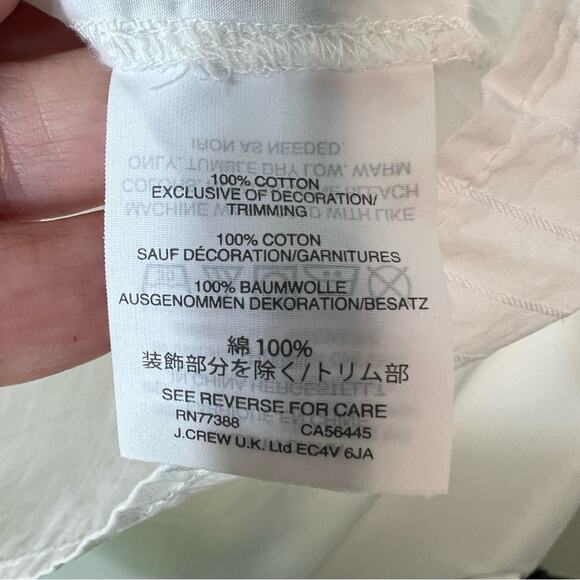 100% COTTON
EXCLUSIVE OF DECORATION/
TRIMMING
100% COTON
SAUF DÉCORATION/GARNITURES
100% BAUMWOLLE
AUSGENOMMEN DEKORATION/BESATZ
綿 100%
装飾部分を除く/トリム部
SEE REVERSE FOR CARE
RN77388 CA56445
J.CREW U.K. Ltd EC4V 6JA